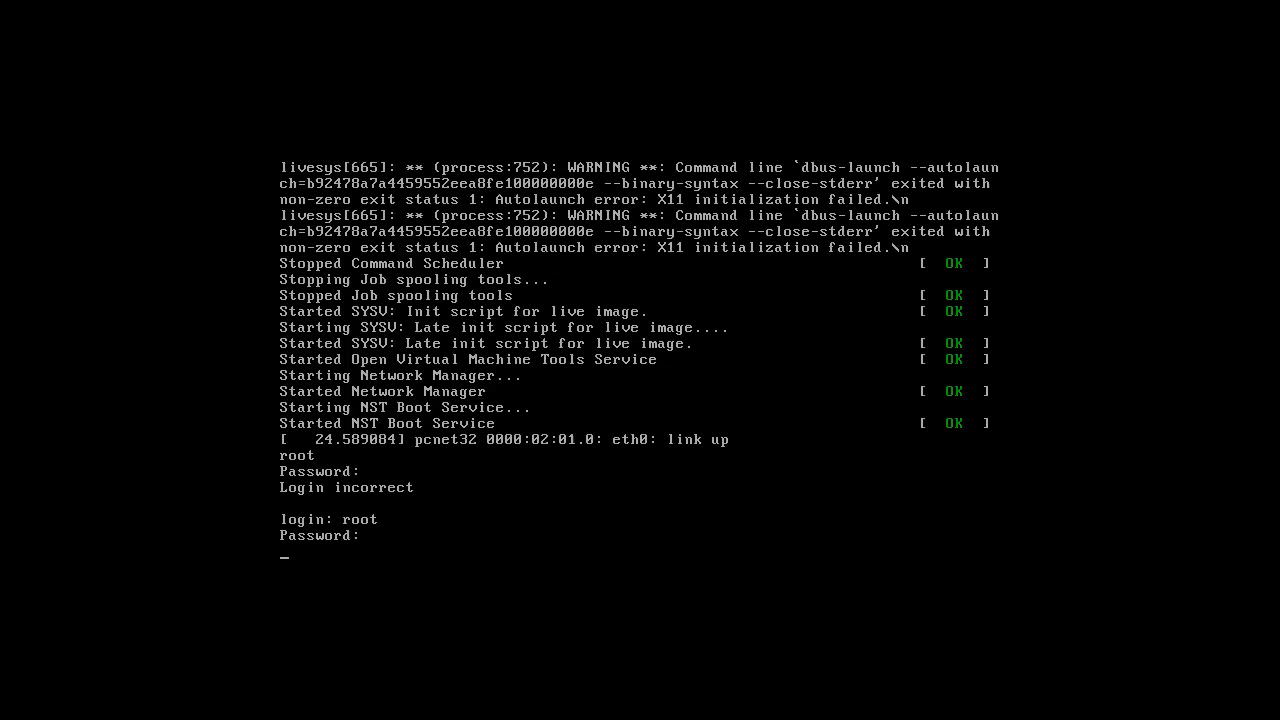 livesys[665]: ** (process:752): WARNING **: Command line `dbus-launch --autolaun
ch=b92478a7a4459552eea8fe100000000e --binary-syntax --close-stderr' exited with
non-zero exit status 1: Autolaunch error: X11 initialization failed.\n
livesys[665]: ** (process:752): WARNING **: Command line `dbus-launch --autolaun
ch=b92478a7a4459552eea8fe100000000e --binary-syntax --close-stderr' exited with
non-zero exit status 1: Autolaunch error: X11 initialization failed.\n
Stopped Command Scheduler [ OK ]
Stopping Job spooling tools...
Stopped Job spooling tools [ OK ]
Started SYSV: Init script for live image. [ OK ]
Starting SYSV: Late init script for live image....
Started SYSV: Late init script for live image. [ OK ]
Started Open Virtual Machine Tools Service [ OK ]
Starting Network Manager...
Started Network Manager [ OK ]
Starting NST Boot Service...
Started NST Boot Service [ OK ]
[   24.589084] pcnet32 0000:02:01.0: eth0: link up
root
Password:
Login incorrect
login: root
Password:
_